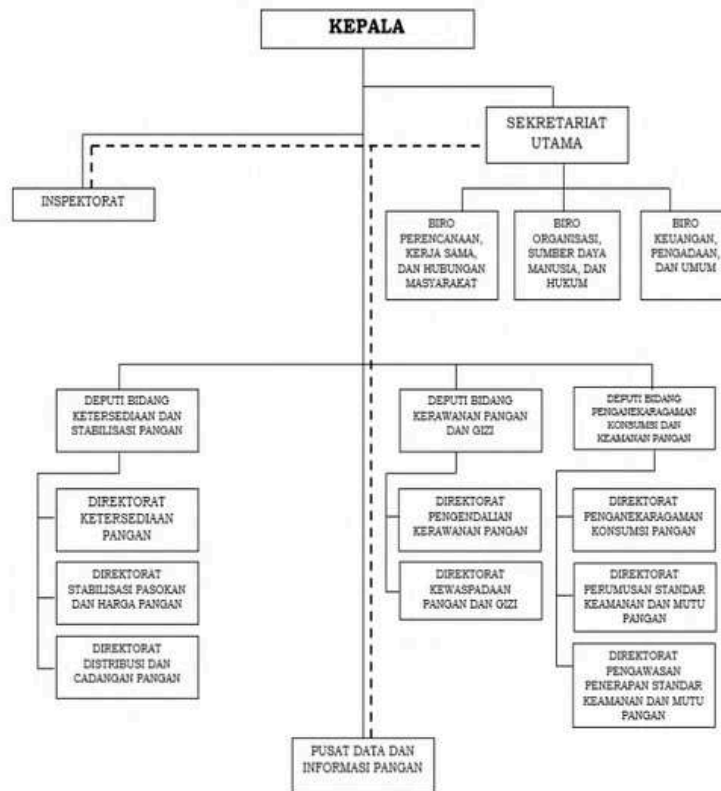 KEPALA
SEKRETARIAT
UTAMA
INSPEKTORAT
BIRO
PERENCANAAN,
KERJA SAMA,
DAN HUBUNGAN
MASYARAKAT
BIRO
ORGANISASI,
SUMBER DAYA
MANUSIA, DAN
HUKUM
BIRO
KEUANGAN,
PENGADAAN,
DAN UMUM
DEPUTI BIDANG
KETERSEDIAAN DAN
STABILISASI PANGAN
DEPUTI BIDANG
KERAWANAN PANGAN
DAN GIZI
DEPUTI BIDANG
PENGANEKARAGAMAN
KONSUMSI DAN
KEAMANAN PANGAN
DIREKTORAT
KETERSEDIAAN
PANGAN
DIREKTORAT
PENGENDALIAN
KERAWANAN PANGAN
DIREKTORAT
PENGANEKARAGAMAN
KONSUMSI PANGAN
DIREKTORAT
STABILISASI PASOKAN
DAN HARGA PANGAN
DIREKTORAT
KEWASPADAAN
PANGAN DAN GIZI
DIREKTORAT
PERUMUSAN STANDAR
KEAMANAN DAN MUTU
PANGAN
DIREKTORAT
DISTRIBUSI DAN
CADANGAN PANGAN
DIREKTORAT
PENGAWASAN
PENERAPAN STANDAR
KEAMANAN DAN MUTU
PANGAN
PUSAT DATA DAN
INFORMASI PANGAN